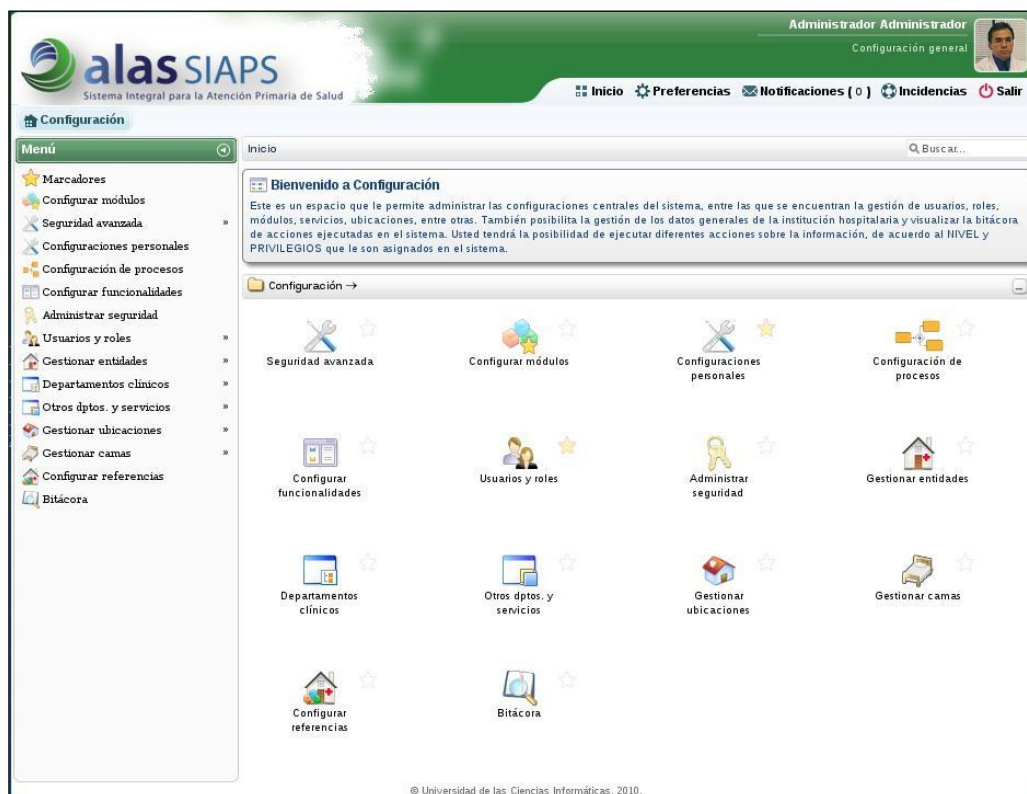 Administrador Administrador
Configuración general
alas SIAPS
Sistema Integral para la Atención Primaria de Salud
Inicio Preferencias Notificaciones ( 0 ) Incidencias Salir
Configuración
Menú
Marcadores
Configurar módulos
Seguridad avanzada »
Configuraciones personales
Configuración de procesos
Configurar funcionalidades
Administrar seguridad
Usuarios y roles »
Gestionar entidades »
Departamentos clínicos »
Otros dptos. y servicios »
Gestionar ubicaciones »
Gestionar camas »
Configurar referencias
Bitácora
Inicio
Buscar...
Bienvenido a Configuración
Este es un espacio que le permite administrar las configuraciones centrales del sistema, entre las que se encuentran la gestión de usuarios, roles,
módulos, servicios, ubicaciones, entre otras. También posibilita la gestión de los datos generales de la institución hospitalaria y visualizar la bitácora
de acciones ejecutadas en el sistema. Usted tendrá la posibilidad de ejecutar diferentes acciones sobre la información, de acuerdo al NIVEL y
PRIVILEGIOS que le son asignados en el sistema.
Configuración →
Seguridad avanzada
Configurar módulos
Configuraciones
personales
Configuración de
procesos
Configurar
funcionalidades
Usuarios y roles
Administrar
seguridad
Gestionar entidades
Departamentos
clínicos
Otros dptos. y
servicios
Gestionar
ubicaciones
Gestionar camas
Configurar
referencias
Bitácora
© Universidad de las Ciencias Informáticas, 2010.